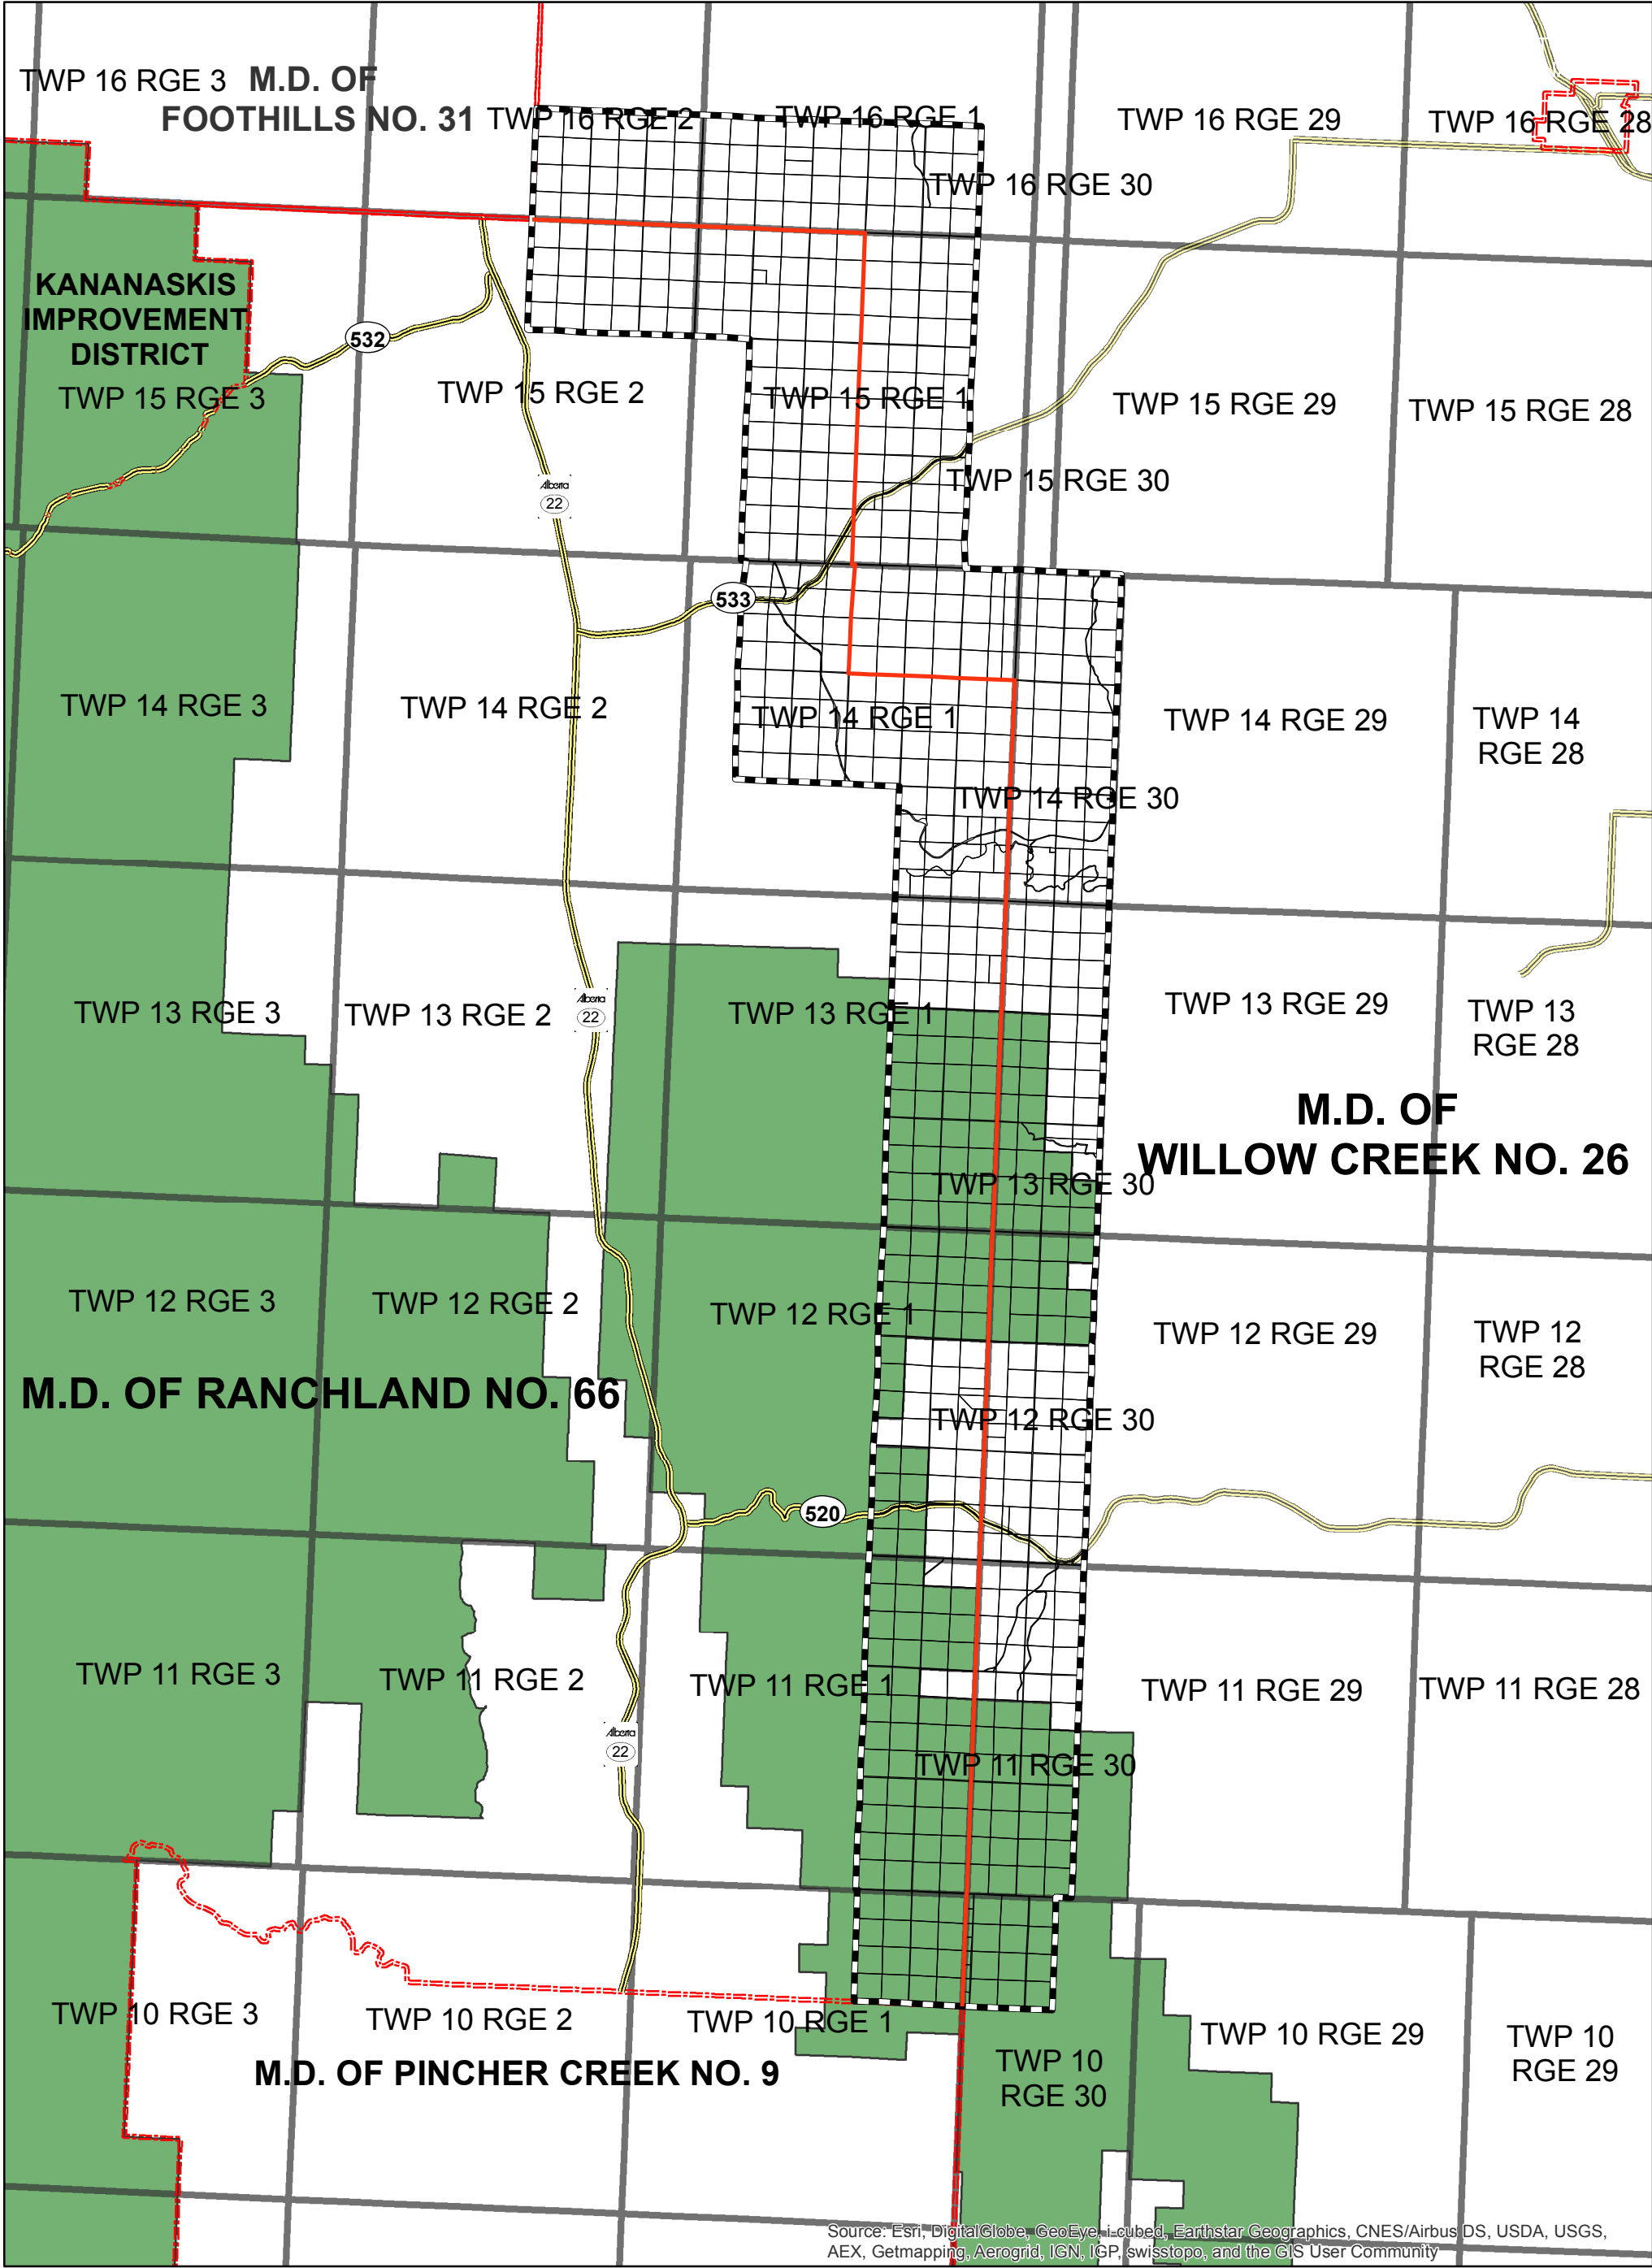 TWP 16 RGE 3
M.D. OF
FOOTHILLS NO. 31
TWP 16 RGE 2
TWP 16 RGE 1
TWP 16 RGE 29
TWP 16 RGE 28
TWP 16 RGE 30
KANANASKIS
IMPROVEMENT
DISTRICT
532
TWP 15 RGE 3
TWP 15 RGE 2
TWP 15 RGE 1
TWP 15 RGE 29
TWP 15 RGE 28
Alberta
22
TWP 15 RGE 30
533
TWP 14 RGE 3
TWP 14 RGE 2
TWP 14 RGE 1
TWP 14 RGE 29
TWP 14
RGE 28
TWP 14 RGE 30
TWP 13 RGE 3
TWP 13 RGE 2
Alberta
22
TWP 13 RGE 1
TWP 13 RGE 29
TWP 13
RGE 28
M.D. OF
WILLOW CREEK NO. 26
TWP 13 RGE 30
TWP 12 RGE 3
TWP 12 RGE 2
TWP 12 RGE 1
TWP 12 RGE 29
TWP 12
RGE 28
M.D. OF RANCHLAND NO. 66
TWP 12 RGE 30
520
TWP 11 RGE 3
TWP 11 RGE 2
TWP 11 RGE 1
TWP 11 RGE 29
TWP 11 RGE 28
Alberta
22
TWP 11 RGE 30
TWP 10 RGE 3
TWP 10 RGE 2
TWP 10 RGE 1
TWP 10 RGE 29
TWP 10
RGE 29
TWP 10
RGE 30
M.D. OF PINCHER CREEK NO. 9
Source: Esri, DigitalGlobe, GeoEye, i-cubed, Earthstar Geographics, CNES/Airbus DS, USDA, USGS,
AEX, Getmapping, Aerogrid, IGN, IGP, swisstopo, and the GIS User Community